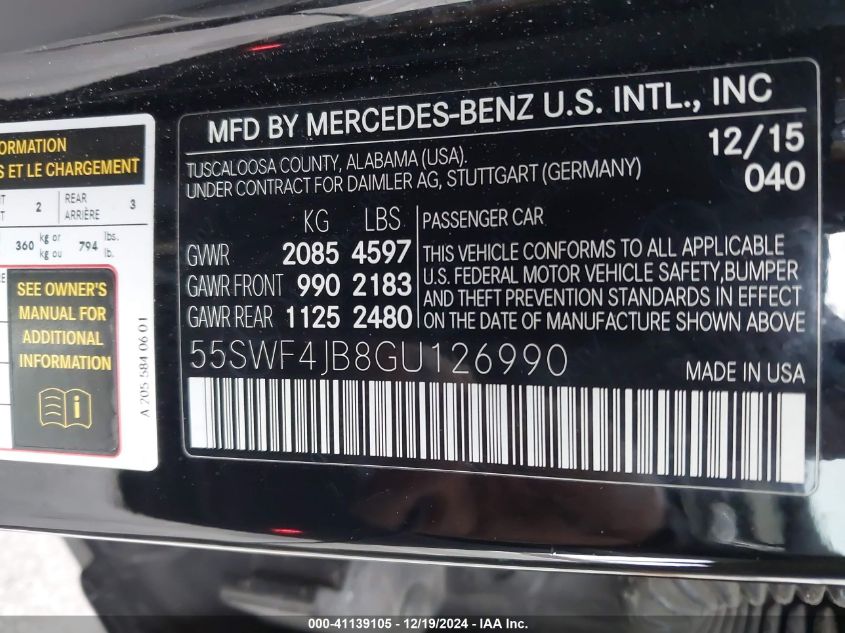 ORMATION
S ET LE CHARGEMENT
2 REAR ARRIÈRE 3
360 kg or kg ou 794 lbs. lb.
SEE OWNER'S
MANUAL FOR
ADDITIONAL
INFORMATION
A 205 584 06 01
MFD BY MERCEDES-BENZ U.S. INTL., INC
TUSCALOOSA COUNTY, ALABAMA (USA).
UNDER CONTRACT FOR DAIMLER AG, STUTTGART (GERMANY)
12/15
040
KG LBS
GVWR 2085 4597
GAWR FRONT 990 2183
GAWR REAR 1125 2480
PASSENGER CAR
THIS VEHICLE CONFORMS TO ALL APPLICABLE
U.S. FEDERAL MOTOR VEHICLE SAFETY,BUMPER
AND THEFT PREVENTION STANDARDS IN EFFECT
ON THE DATE OF MANUFACTURE SHOWN ABOVE
55SWF4JB8GU126990
MADE IN USA
000-41139105 - 12/19/2024 - IAA Inc.